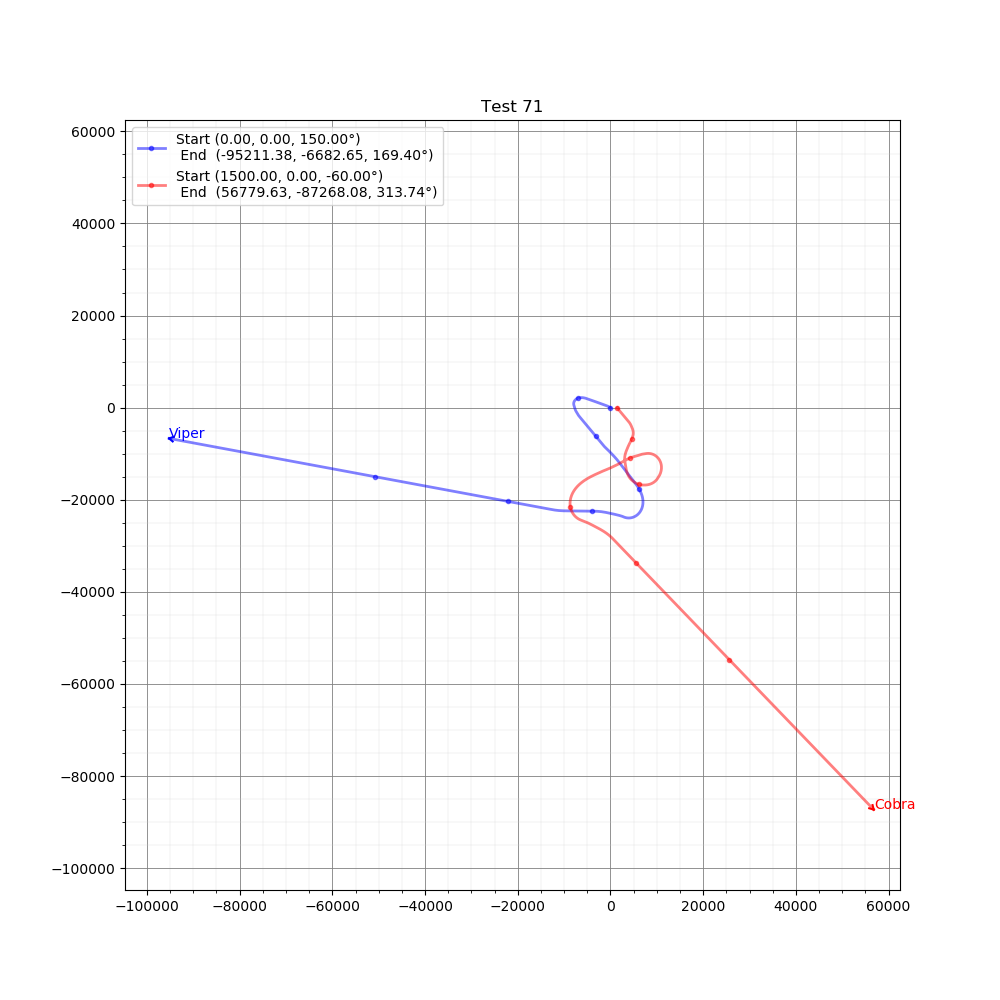 Test 71
60000
40000
20000
0
−20000
−40000
−60000
−80000
−100000
Start (0.00, 0.00, 150.00°)
End  (-95211.38, -6682.65, 169.40°)
Start (1500.00, 0.00, -60.00°)
End  (56779.63, -87268.08, 313.74°)
Viper
Cobra
−100000 −80000 −60000 −40000 −20000 0 20000 40000 60000